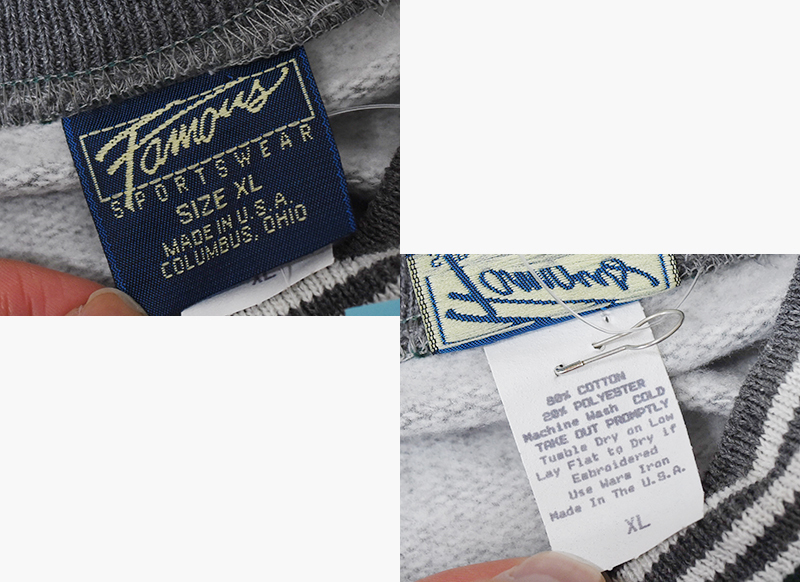 Famous
SPORTSWEAR
SIZE XL
MADE IN U.S.A.
COLUMBUS, OHIO
XL
80% COTTON
20% POLYESTER
Machine Wash COLD
TAKE OUT PROMPTLY
Tumble Dry on Low
Lay Flat to Dry if
Embroidered
Use Warm Iron
Made In The U.S.A.
XL